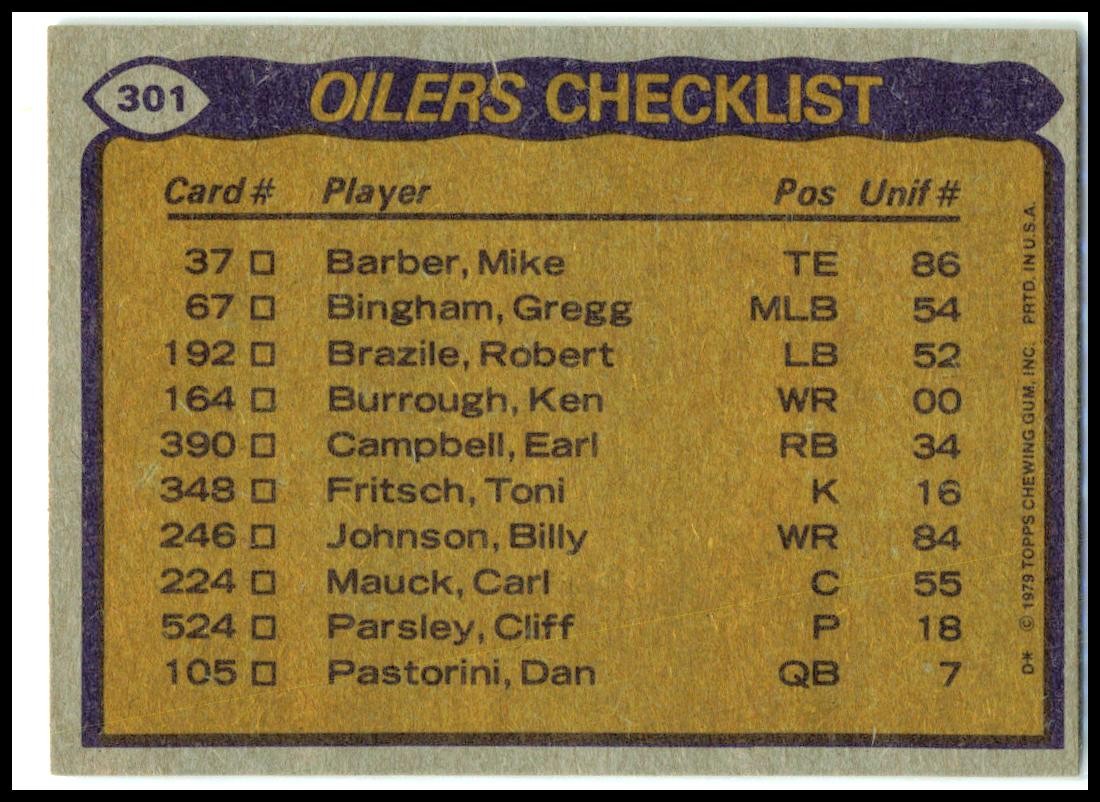 301 OILERS CHECKLIST
Card # Player Pos Unif #
37 □ Barber, Mike TE 86
67 □ Bingham, Gregg MLB 54
192 □ Brazile, Robert LB 52
164 □ Burrough, Ken WR 00
390 □ Campbell, Earl RB 34
348 □ Fritsch, Toni K 16
246 □ Johnson, Billy WR 84
224 □ Mauck, Carl C 55
524 □ Parsley, Cliff P 18
105 □ Pastorini, Dan QB 7
D* © 1979 TOPPS CHEWING GUM, INC. PRTD. IN U.S.A.